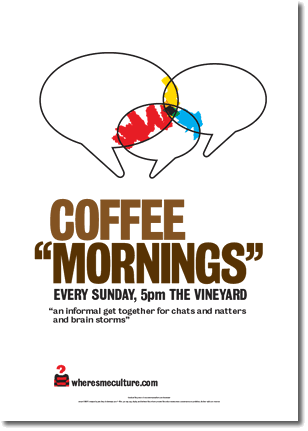 COFFEE
“MORNINGS”
EVERY SUNDAY, 5pm THE VINEYARD
“an informal get together for chats and natters
and brain storms”
?
wheresmeculture.com